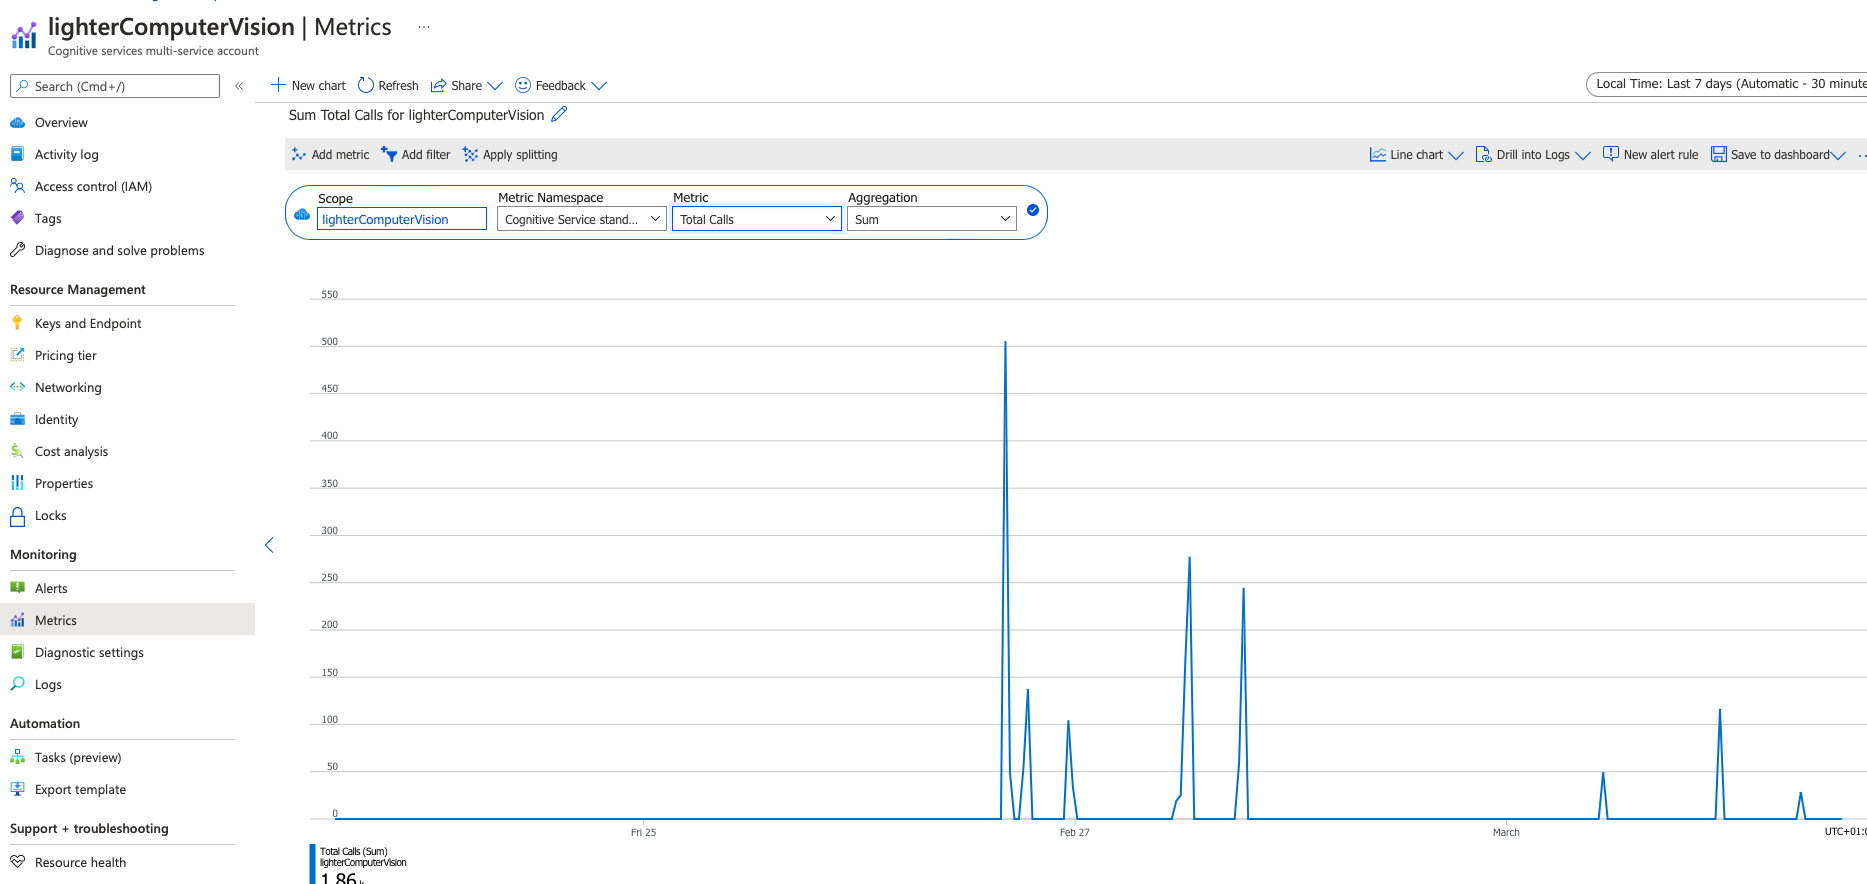 lighterComputerVision | Metrics ...
Cognitive services multi-service account
Search (Cmd+/)
«
Overview
Activity log
Access control (IAM)
Tags
Diagnose and solve problems
Resource Management
Keys and Endpoint
Pricing tier
Networking
Identity
Cost analysis
Properties
Locks
Monitoring
Alerts
Metrics
Diagnostic settings
Logs
Automation
Tasks (preview)
Export template
Support + troubleshooting
Resource health
New chart Refresh Share Feedback
Local Time: Last 7 days (Automatic - 30 minute
Sum Total Calls for lighterComputerVision
Add metric Add filter Apply splitting
Line chart Drill into Logs New alert rule Save to dashboard
Scope Metric Namespace Metric Aggregation
lighterComputerVision Cognitive Service stand... Total Calls Sum
550
500
450
400
350
300
250
200
150
100
50
0
Fri 25 Feb 27 March UTC+01:0
Total Calls (Sum)
lighterComputerVision
1.86 k